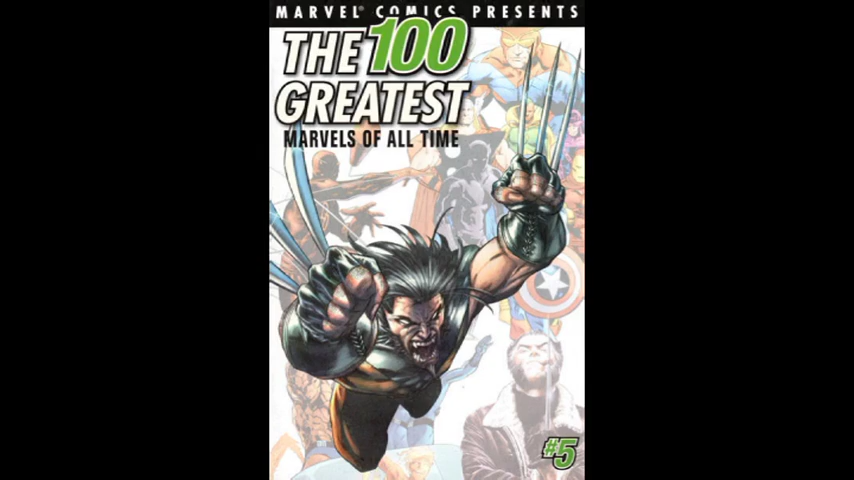 MARVEL® COMICS PRESENTS
THE 100
GREATEST
MARVELS OF ALL TIME
#5